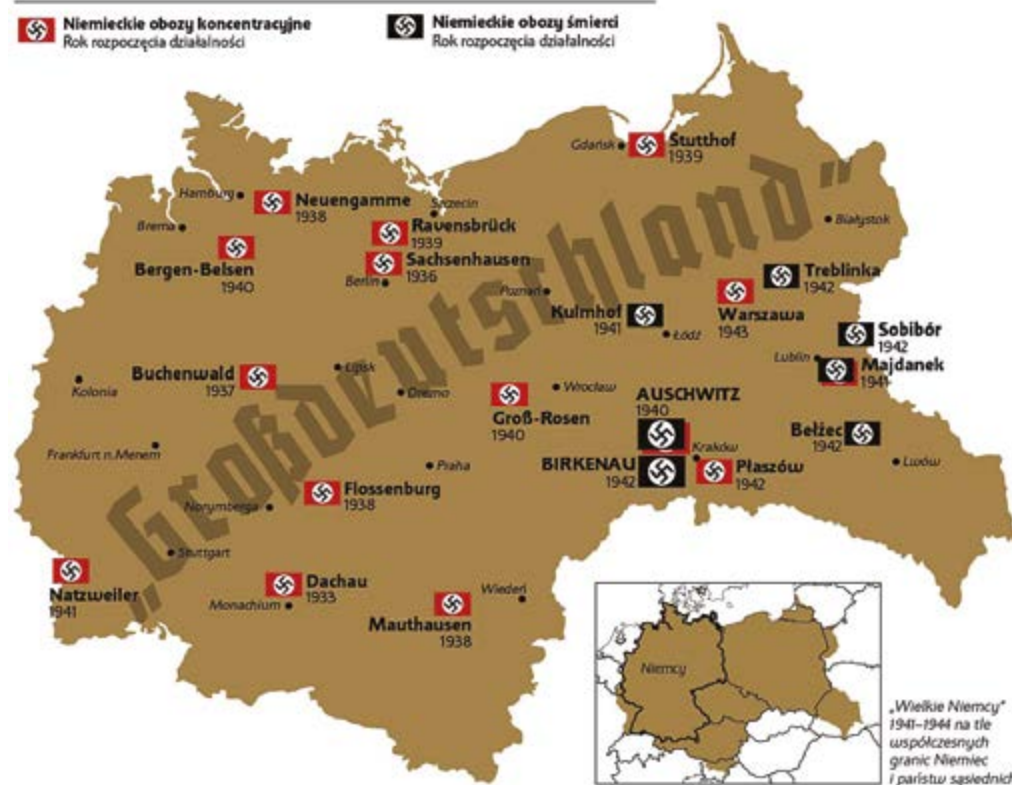 Niemieckie obozy koncentracyjne
Rok rozpoczęcia działalności
Niemieckie obozy śmierci
Rok rozpoczęcia działalności
„Großdeutschland”
Gdańsk
Stutthof
1939
Hamburg
Neuengamme
1938
Szczecin
Brema
Ravensbrück
1939
Białystok
Bergen-Belsen
1940
Sachsenhausen
1936
Berlin
Treblinka
1942
Poznań
Kulmhof
1941
Warszawa
1943
Łódź
Sobibór
1942
Lublin
Majdanek
1941
Buchenwald
1937
Lipsk
Kolonia
Drezno
Wrocław
Groß-Rosen
1940
AUSCHWITZ
1940
Bełżec
1942
Kraków
Lwów
Frankfurt n.Menem
Praha
BIRKENAU
1942
Płaszów
1942
Flossenburg
1938
Norymberga
Stuttgart
Natzweiler
1941
Dachau
1933
Monachium
Wiedeń
Mauthausen
1938
Niemcy
„Wielkie Niemcy”
1941–1944 na tle
współczesnych
granic Niemiec
i państw sąsiednich